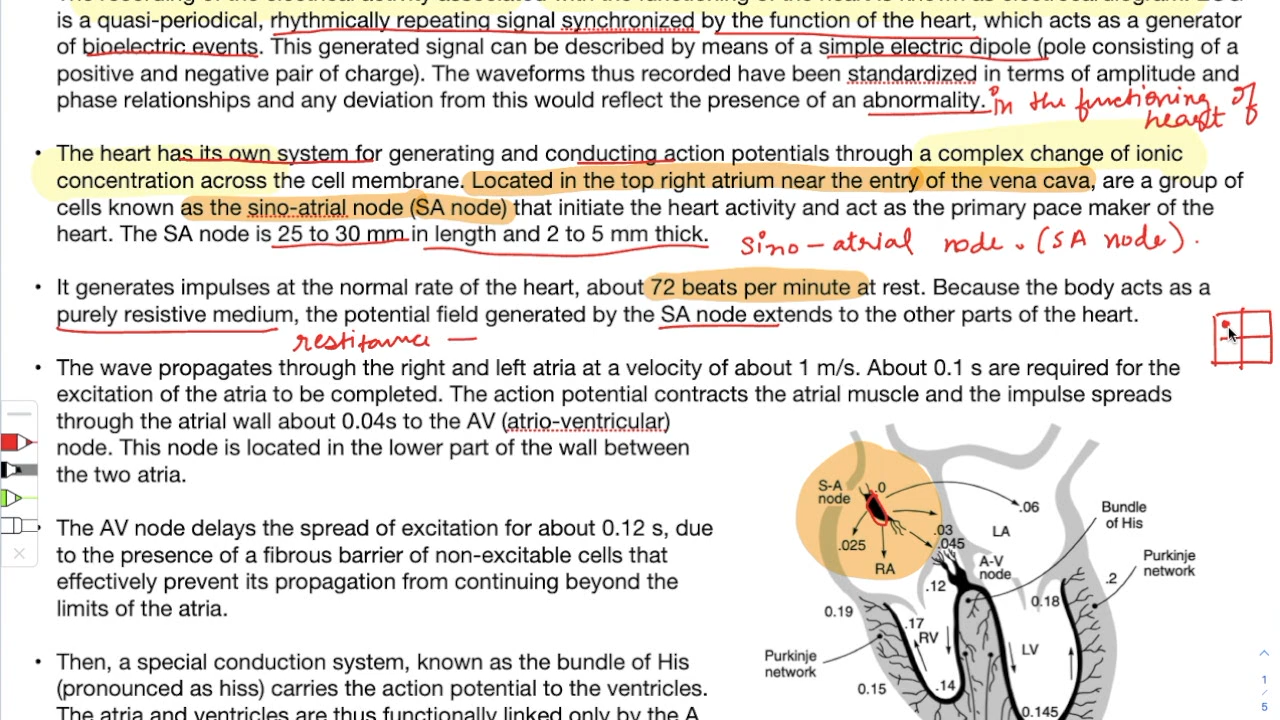 is a quasi-periodical, rhythmically repeating signal synchronized by the function of the heart, which acts as a generator
of bioelectric events. This generated signal can be described by means of a simple electric dipole (pole consisting of a
positive and negative pair of charge). The waveforms thus recorded have been standardized in terms of amplitude and
phase relationships and any deviation from this would reflect the presence of an abnormality. in the functioning of
heart
• The heart has its own system for generating and conducting action potentials through a complex change of ionic
concentration across the cell membrane. Located in the top right atrium near the entry of the vena cava, are a group of
cells known as the sino-atrial node (SA node) that initiate the heart activity and act as the primary pace maker of the
heart. The SA node is 25 to 30 mm in length and 2 to 5 mm thick.
sino-atrial node. (SA node).
• It generates impulses at the normal rate of the heart, about 72 beats per minute at rest. Because the body acts as a
purely resistive medium, the potential field generated by the SA node extends to the other parts of the heart.
• The wave propagates through the right and left atria at a velocity of about 1 m/s. About 0.1 s are required for the
excitation of the atria to be completed. The action potential contracts the atrial muscle and the impulse spreads
through the atrial wall about 0.04s to the AV (atrio-ventricular)
node. This node is located in the lower part of the wall between
the two atria.
• The AV node delays the spread of excitation for about 0.12 s, due
to the presence of a fibrous barrier of non-excitable cells that
effectively prevent its propagation from continuing beyond the
limits of the atria.
• Then, a special conduction system, known as the bundle of His
(pronounced as hiss) carries the action potential to the ventricles.
The atria and ventricles are thus functionally linked only by the A
S-A
node
.0
.06
Bundle
of His
.03
LA
.025
.045
RA
A-V
node
Purkinje
network
.12
.2
0.18
0.19
.17
RV
LV
Purkinje
network
0.15
.14
0.145
1
5